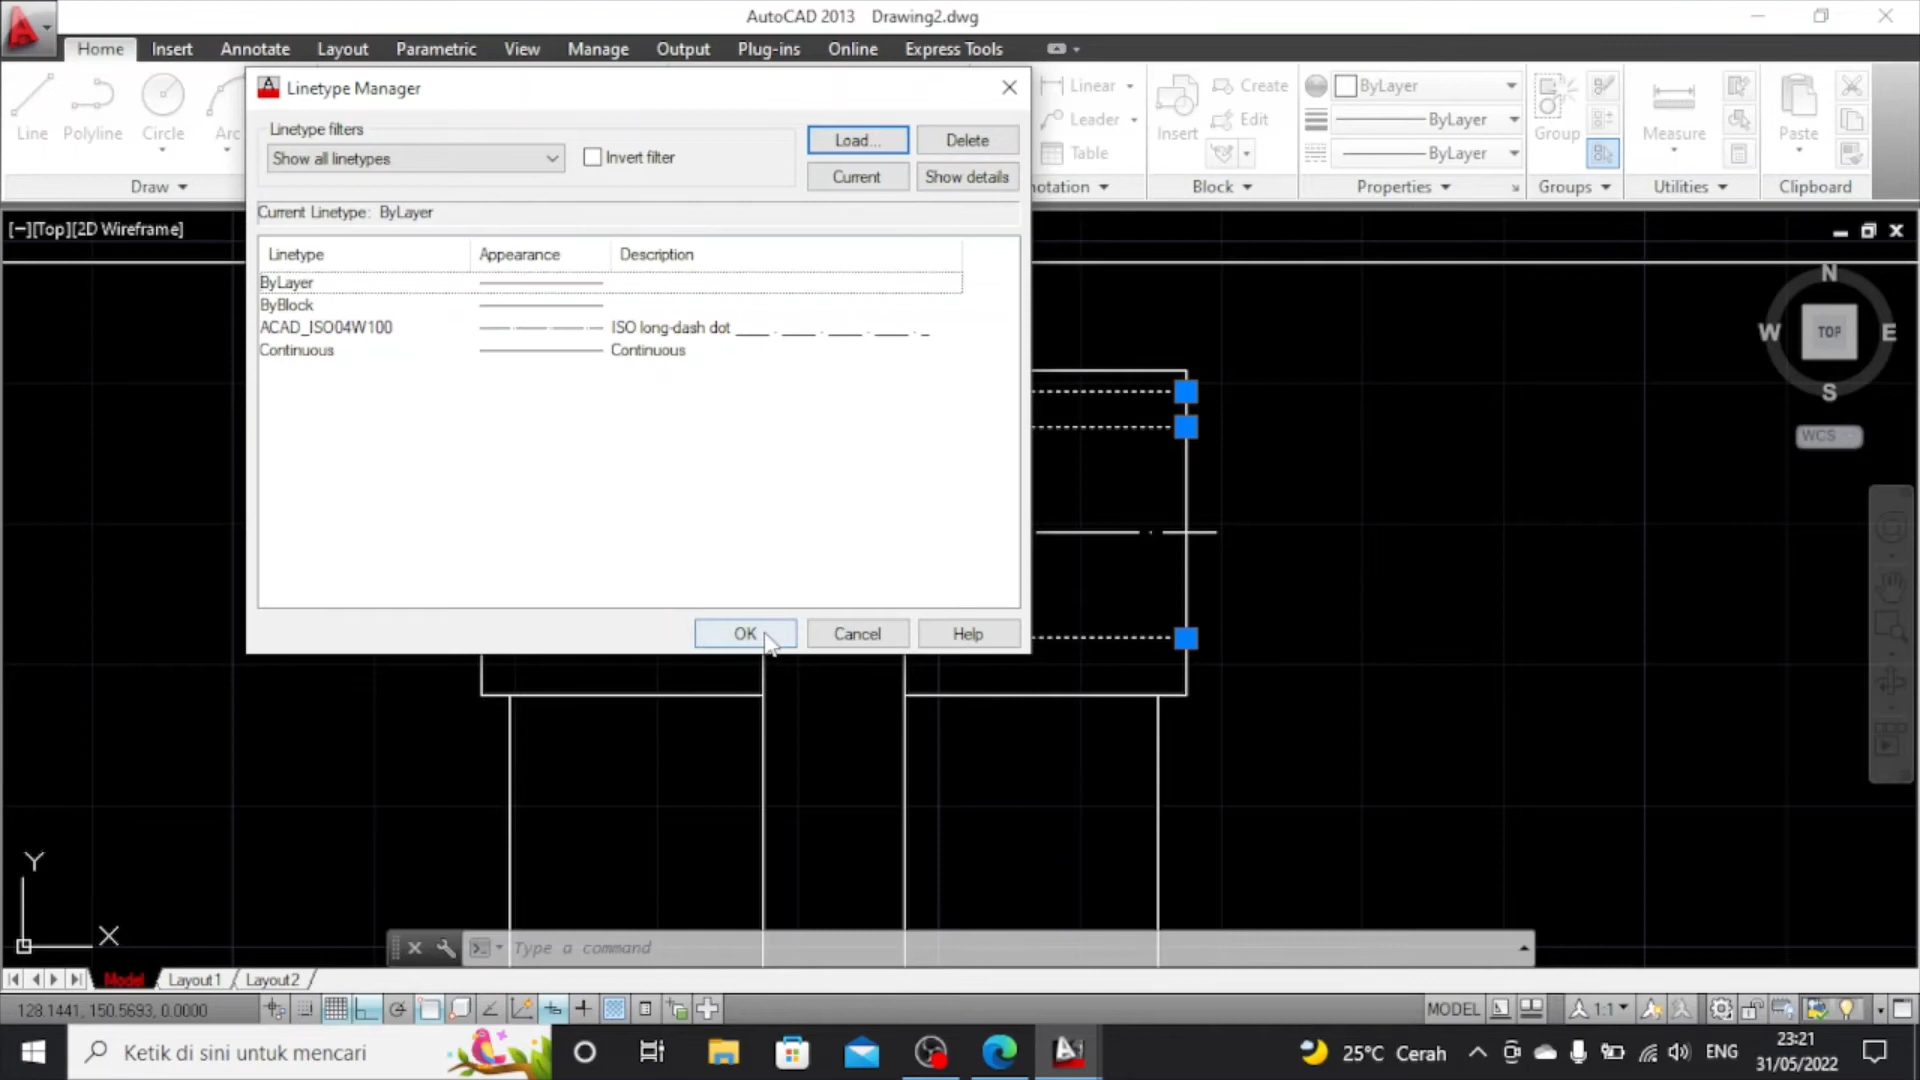 AutoCAD 2013 Drawing2.dwg
Home Insert Annotate Layout Parametric View Manage Output Plug-ins Online Express Tools
Linetype Manager
Line Polyline Circle Arc
Draw
Linetype filters
Show all linetypes
Invert filter
Load... Delete
Current Show details
Current Linetype: ByLayer
Linetype Appearance Description
ByLayer
ByBlock
ACAD_ISO04W100 ISO long-dash dot ____ . ____ . ____ . ____ . _
Continuous Continuous
OK Cancel Help
Linear
Leader
Table
otation
Insert
Create
Edit
Block
ByLayer
ByLayer
ByLayer
Properties
Group
Groups
Measure
Utilities
Paste
Clipboard
[−][Top][2D Wireframe]
N
W TOP E
S
WCS
Y
X
Type a command
Model Layout1 Layout2
128.1441, 150.5693, 0.0000
MODEL
1:1
Ketik di sini untuk mencari
25°C Cerah
ENG
23:21
31/05/2022